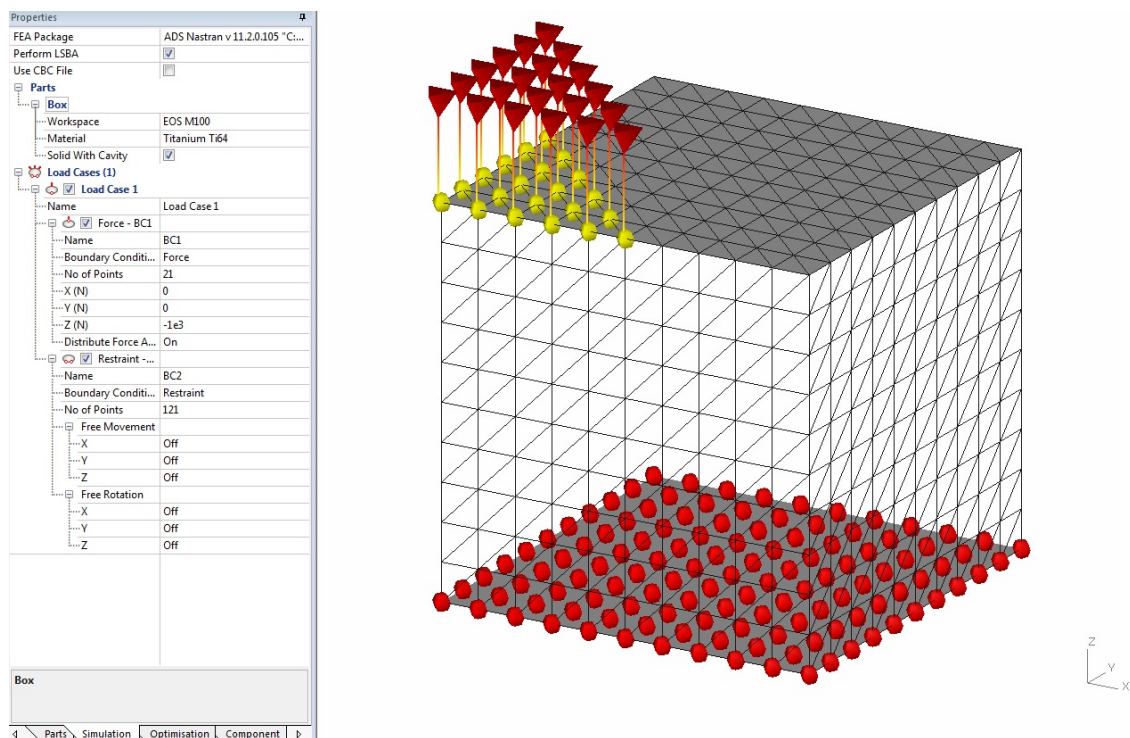 Properties
FEA Package ADS Nastran v 11.2.0.105 "C:...
Perform LSBA
Use CBC File
Parts
Box
Workspace EOS M100
Material Titanium Ti64
Solid With Cavity
Load Cases (1)
Load Case 1
Name Load Case 1
Force - BC1
Name BC1
Boundary Conditi... Force
No of Points 21
X (N) 0
Y (N) 0
Z (N) -1e3
Distribute Force A... On
Restraint -...
Name BC2
Boundary Conditi... Restraint
No of Points 121
Free Movement
X Off
Y Off
Z Off
Free Rotation
X Off
Y Off
Z Off
Box
Parts Simulation Optimisation Component
Z
Y
X